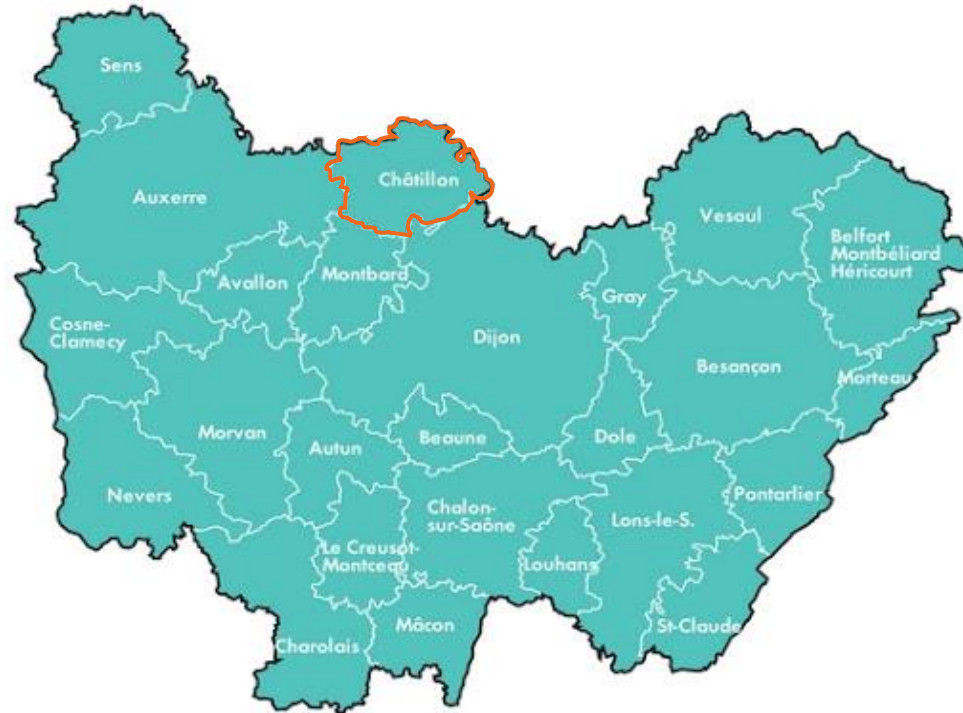 Sens
Châtillon
Auxerre
Vesoul
Belfort
Montbéliard
Héricourt
Avallon
Montbard
Gray
Cosne-
Clamecy
Dijon
Besançon
Morteau
Morvan
Autun
Beaune
Dole
Nevers
Pontarlier
Chalon-
sur-Saône
Lons-le-S.
Le Creusot-
Montceau
Louhans
Mâcon
St-Claude
Charolais